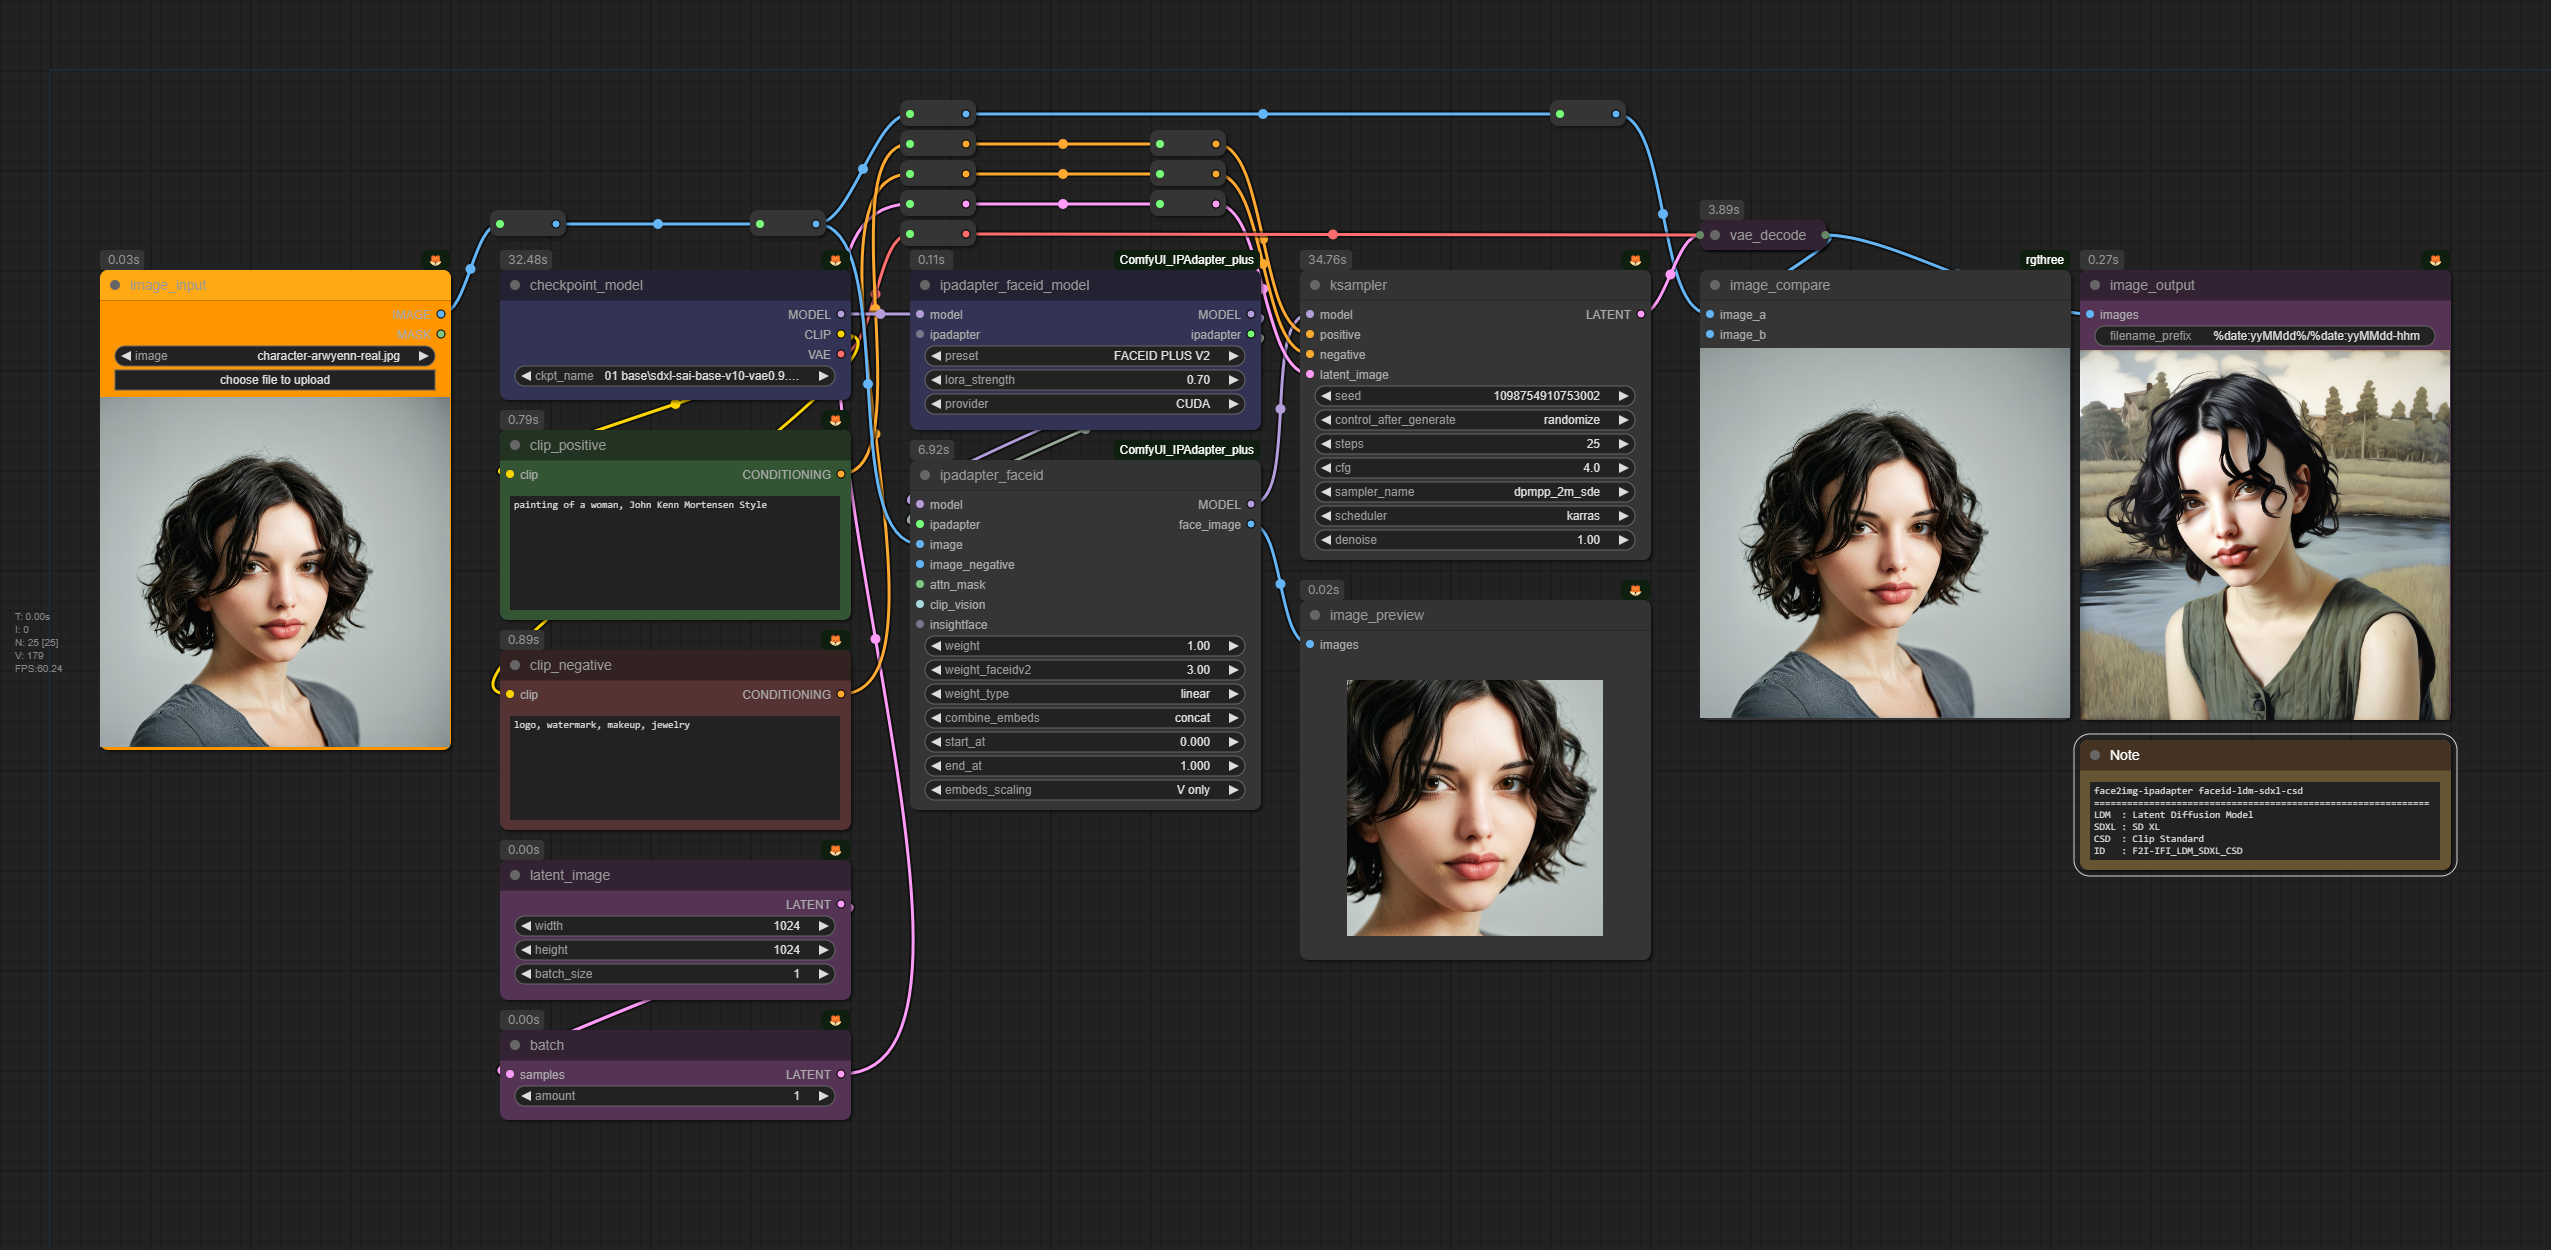 0.03s
image_input
IMAGE
MASK
image character-arwyenn-real.jpg
choose file to upload
T: 0.00s
I: 0
N: 25 [25]
V: 179
FPS:60.24
32.48s
checkpoint_model
MODEL
CLIP
VAE
ckpt_name 01 base\sdxl-sai-base-v10-vae0.9....
0.79s
clip_positive
clip CONDITIONING
painting of a woman, John Kenn Mortensen Style
0.89s
clip_negative
clip CONDITIONING
logo, watermark, makeup, jewelry
0.00s
latent_image
LATENT
width 1024
height 1024
batch_size 1
0.00s
batch
samples LATENT
amount 1
0.11s ComfyUI_IPAdapter_plus
ipadapter_faceid_model
model MODEL
ipadapter ipadapter
preset FACEID PLUS V2
lora_strength 0.70
provider CUDA
6.92s ComfyUI_IPAdapter_plus
ipadapter_faceid
model MODEL
ipadapter face_image
image
image_negative
attn_mask
clip_vision
insightface
weight 1.00
weight_faceidv2 3.00
weight_type linear
combine_embeds concat
start_at 0.000
end_at 1.000
embeds_scaling V only
34.76s
ksampler
model LATENT
positive
negative
latent_image
seed 1098754910753002
control_after_generate randomize
steps 25
cfg 4.0
sampler_name dpmpp_2m_sde
scheduler karras
denoise 1.00
0.02s
image_preview
images
3.89s
vae_decode
rgthree
image_compare
image_a
image_b
0.27s
image_output
images
filename_prefix %date:yyMMdd%/%date:yyMMdd-hhm
Note
face2img-ipadapter faceid-ldm-sdxl-csd
==============================================================
LDM : Latent Diffusion Model
SDXL : SD XL
CSD : Clip Standard
ID : F2I-IFI_LDM_SDXL_CSD